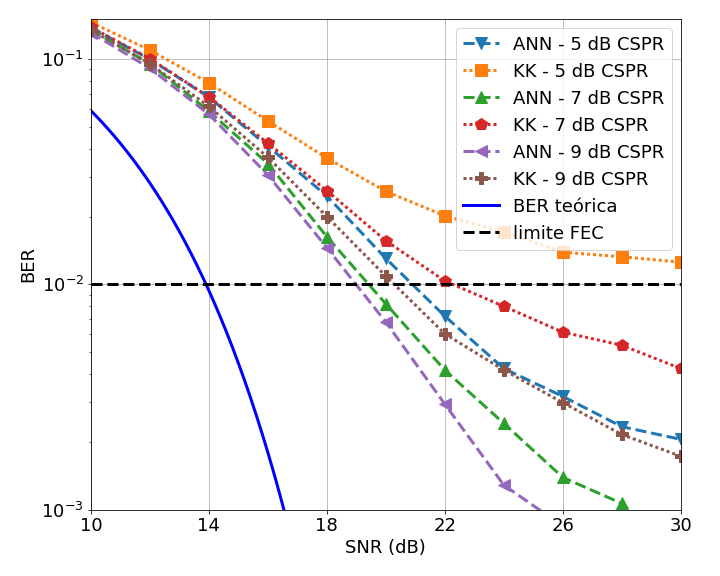 10⁻¹
10⁻²
10⁻³
BER
10
14
18
22
26
30
SNR (dB)
ANN - 5 dB CSPR
KK - 5 dB CSPR
ANN - 7 dB CSPR
KK - 7 dB CSPR
ANN - 9 dB CSPR
KK - 9 dB CSPR
BER teórica
limite FEC